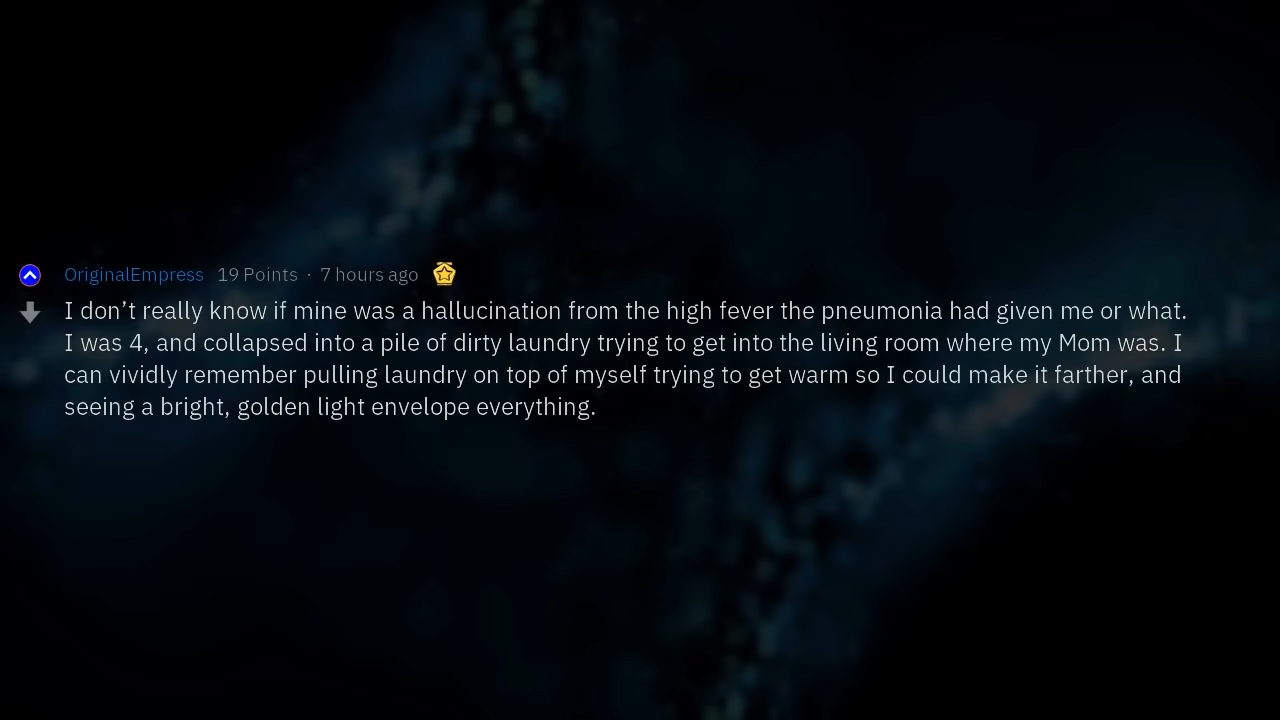 OriginalEmpress 19 Points · 7 hours ago
I don’t really know if mine was a hallucination from the high fever the pneumonia had given me or what.
I was 4, and collapsed into a pile of dirty laundry trying to get into the living room where my Mom was. I
can vividly remember pulling laundry on top of myself trying to get warm so I could make it farther, and
seeing a bright, golden light envelope everything.